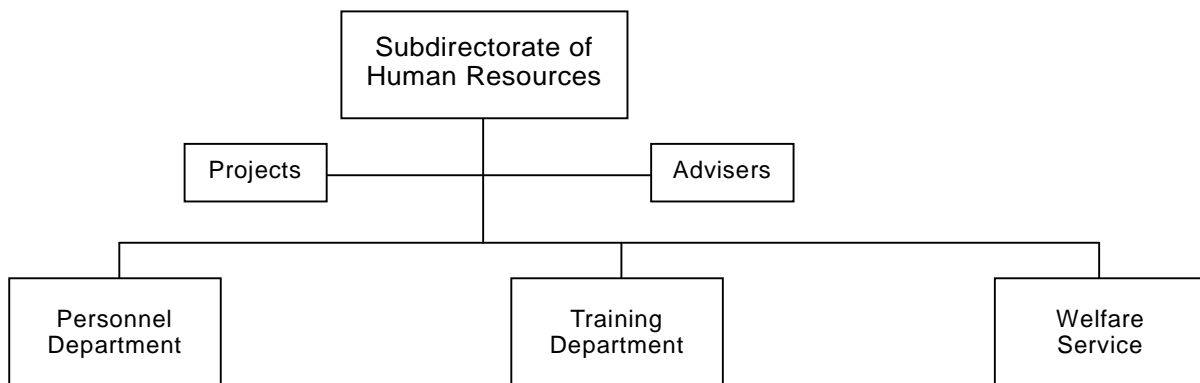 Subdirectorate of
Human Resources
Projects
Advisers
Personnel
Department
Training
Department
Welfare
Service